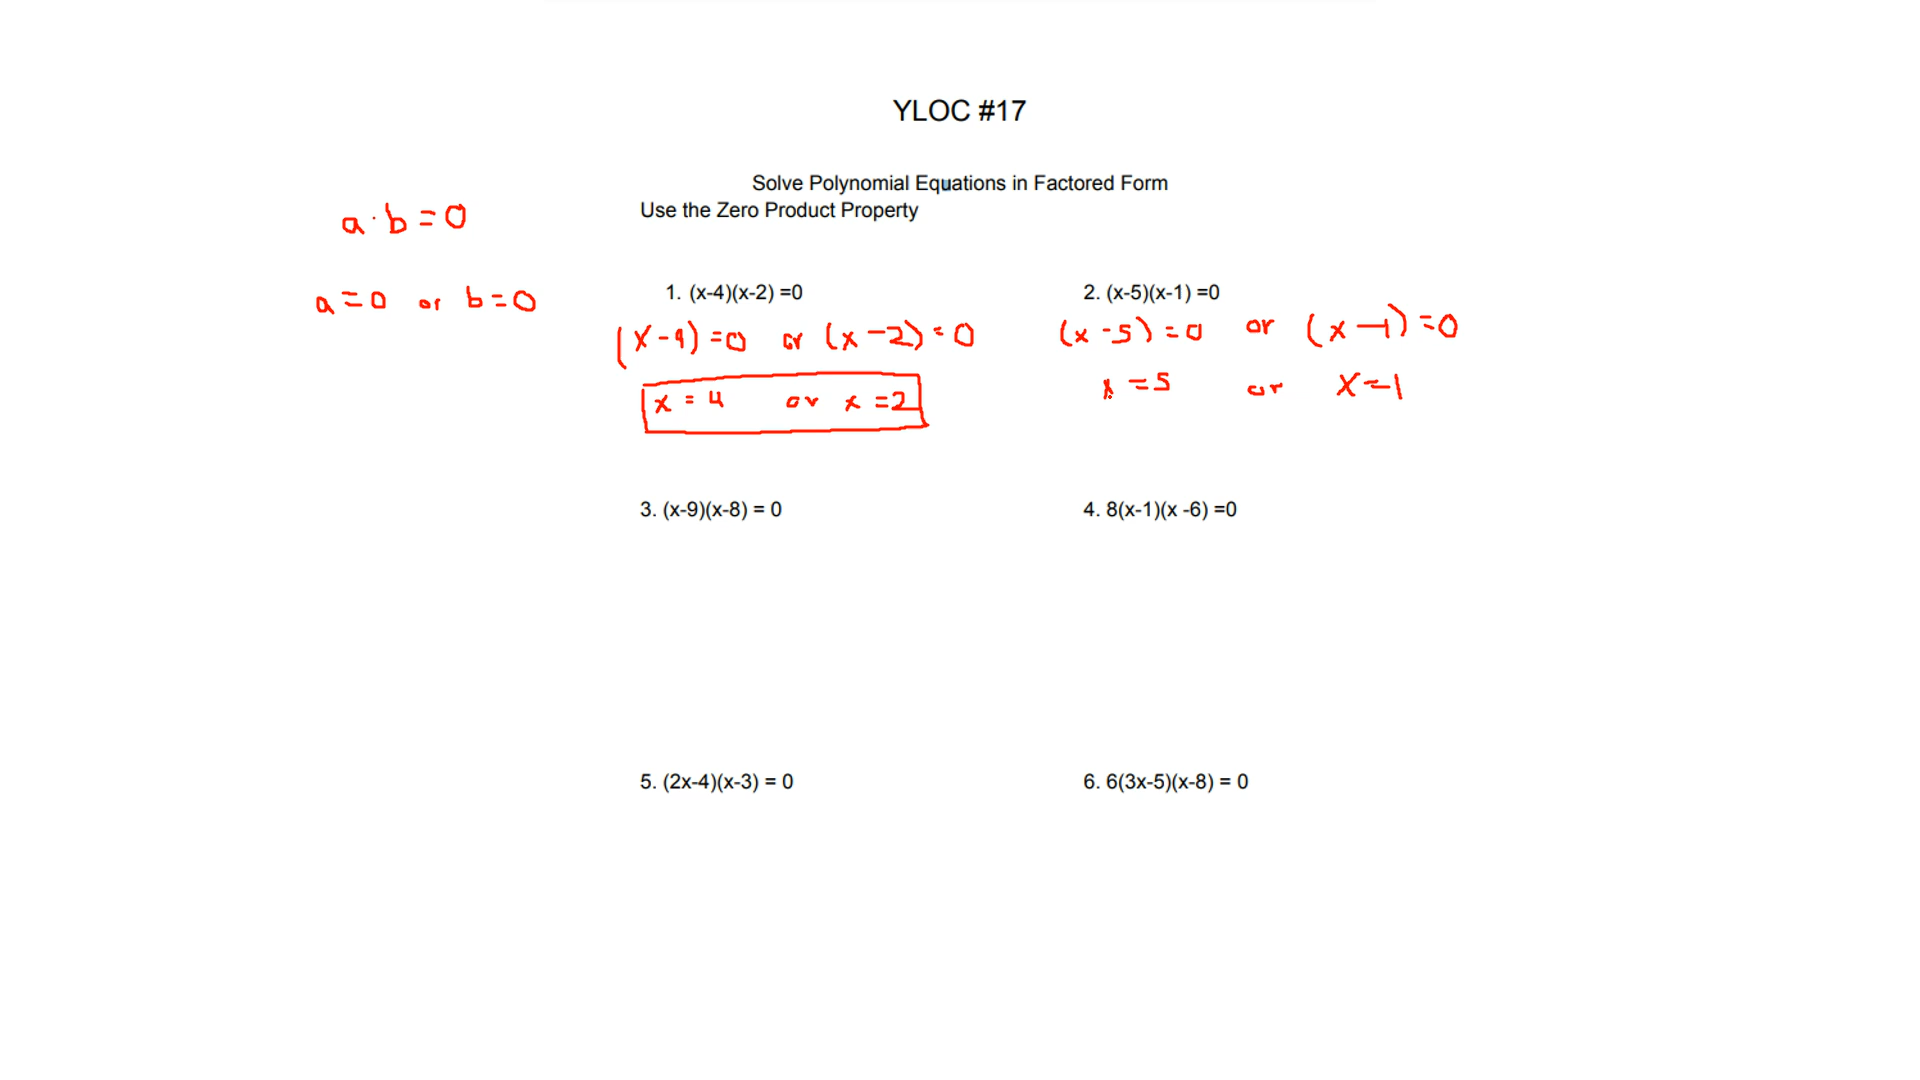 YLOC #17
Solve Polynomial Equations in Factored Form
Use the Zero Product Property
a·b=0
a=0 or b=0
1. (x-4)(x-2) =0
(x-4)=0 or (x-2)=0
x=4 or x=2
2. (x-5)(x-1) =0
(x-5)=0 or (x-1)=0
x=5 or x=1
3. (x-9)(x-8) = 0
4. 8(x-1)(x -6) =0
5. (2x-4)(x-3) = 0
6. 6(3x-5)(x-8) = 0